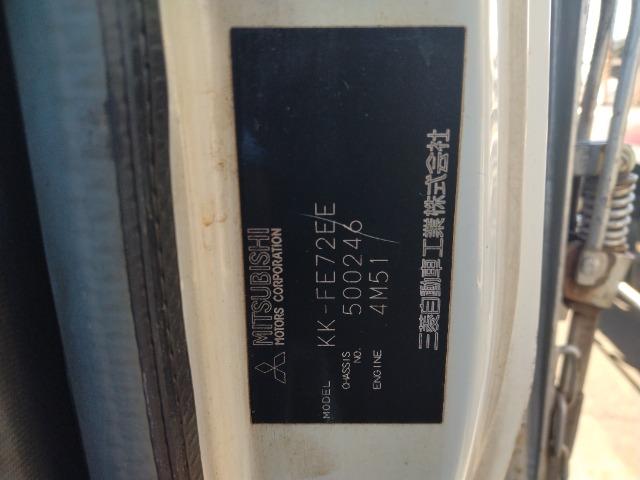 MITSUBISHI
MOTORS CORPORATION
MODEL KK-FE72EE
CHASSIS NO. 500246
ENGINE 4M51
三菱自動車工業株式会社